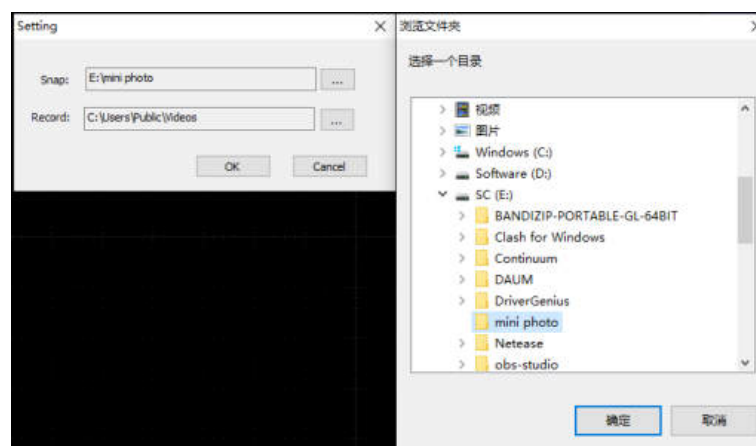 Setting
Snap:
E:\mini photo
...
Record:
C:\Users\Public\Videos
...
OK
Cancel
浏览文件夹
选择一个目录
视频
图片
Windows (C:)
Software (D:)
SC (E:)
BANDIZIP-PORTABLE-GL-64BIT
Clash for Windows
Continuum
DAUM
DriverGenius
mini photo
Netease
obs-studio
确定
取消